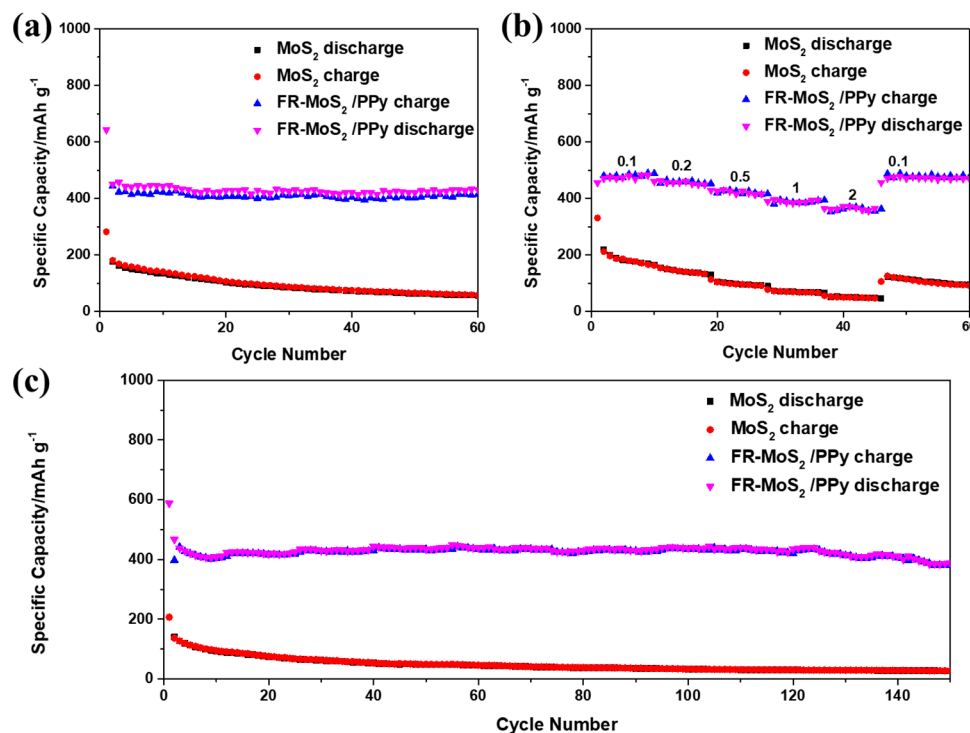 (a)
1000
800
600
400
200
0
Specific Capacity/mAh g⁻¹
MoS₂ discharge
MoS₂ charge
FR-MoS₂ /PPy charge
FR-MoS₂ /PPy discharge
0 20 40 60
Cycle Number
(b)
1000
800
600
400
200
0
Specific Capacity/mAh g⁻¹
MoS₂ discharge
MoS₂ charge
FR-MoS₂ /PPy charge
FR-MoS₂ /PPy discharge
0.1 0.2 0.5 1 2 0.1
0 20 40 60
Cycle Number
(c)
1000
800
600
400
200
0
Specific Capacity/mAh g⁻¹
MoS₂ discharge
MoS₂ charge
FR-MoS₂ /PPy charge
FR-MoS₂ /PPy discharge
0 20 40 60 80 100 120 140
Cycle Number